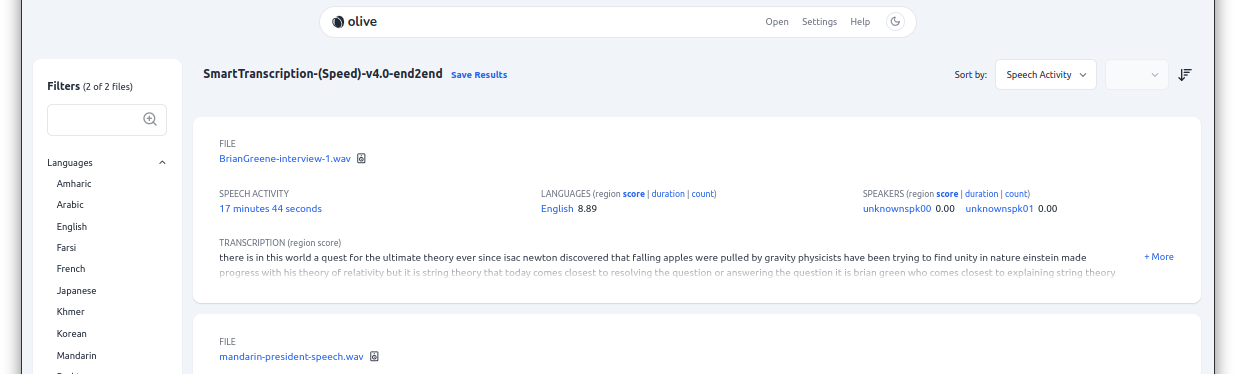 olive
Open Settings Help
Filters (2 of 2 files)
Languages
Amharic
Arabic
English
Farsi
French
Japanese
Khmer
Korean
Mandarin
SmartTranscription-(Speed)-v4.0-end2end Save Results
Sort by: Speech Activity
FILE
BrianGreene-interview-1.wav
SPEECH ACTIVITY
17 minutes 44 seconds
LANGUAGES (region score | duration | count)
English 8.89
SPEAKERS (region score | duration | count)
unknownspk00 0.00 unknownspk01 0.00
TRANSCRIPTION (region score)
there is in this world a quest for the ultimate theory ever since isac newton discovered that falling apples were pulled by gravity physicists have been trying to find unity in nature einstein made
progress with his theory of relativity but it is string theory that today comes closest to resolving the question or answering the question it is brian green who comes closest to explaining string theory
+ More
FILE
mandarin-president-speech.wav